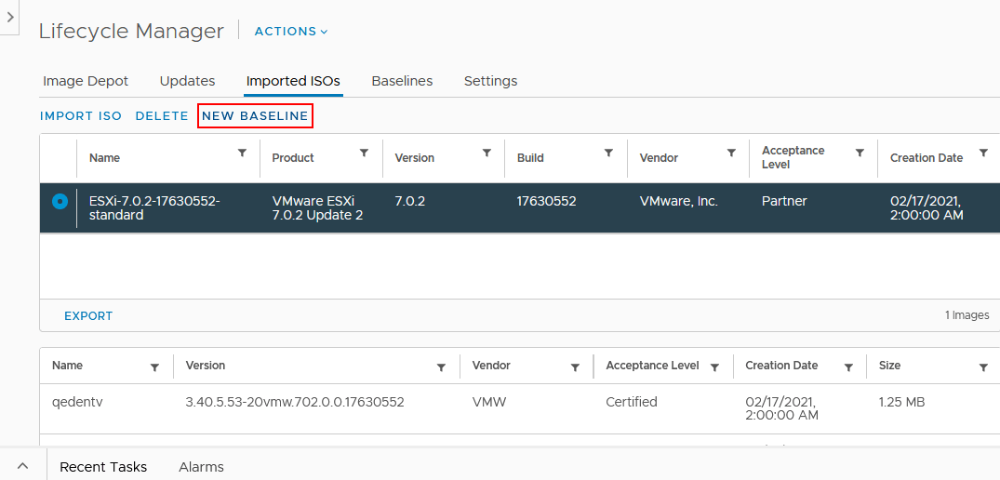 Lifecycle Manager ACTIONS
Image Depot Updates Imported ISOs Baselines Settings
IMPORT ISO DELETE NEW BASELINE
Name Product Version Build Vendor Acceptance Level Creation Date
ESXi-7.0.2-17630552- VMware ESXi 7.0.2 17630552 VMware, Inc. Partner 02/17/2021,
standard 7.0.2 Update 2 2:00:00 AM
EXPORT 1 Images
Name Version Vendor Acceptance Level Creation Date Size
qedentv 3.40.5.53-20vmw.702.0.0.17630552 VMW Certified 02/17/2021, 1.25 MB
2:00:00 AM
Recent Tasks Alarms